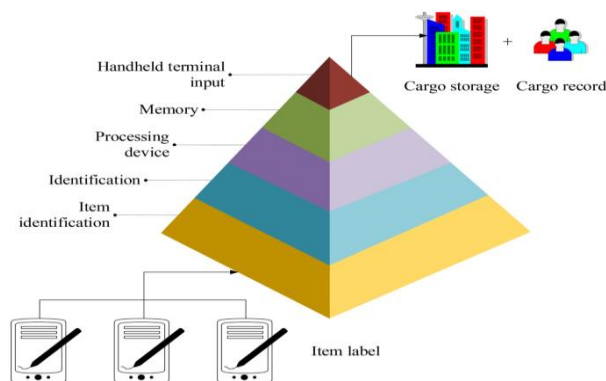 Handheld terminal
input
Memory
Processing
device
Identification
Item
identification
+
Cargo storage
Cargo record
Item label